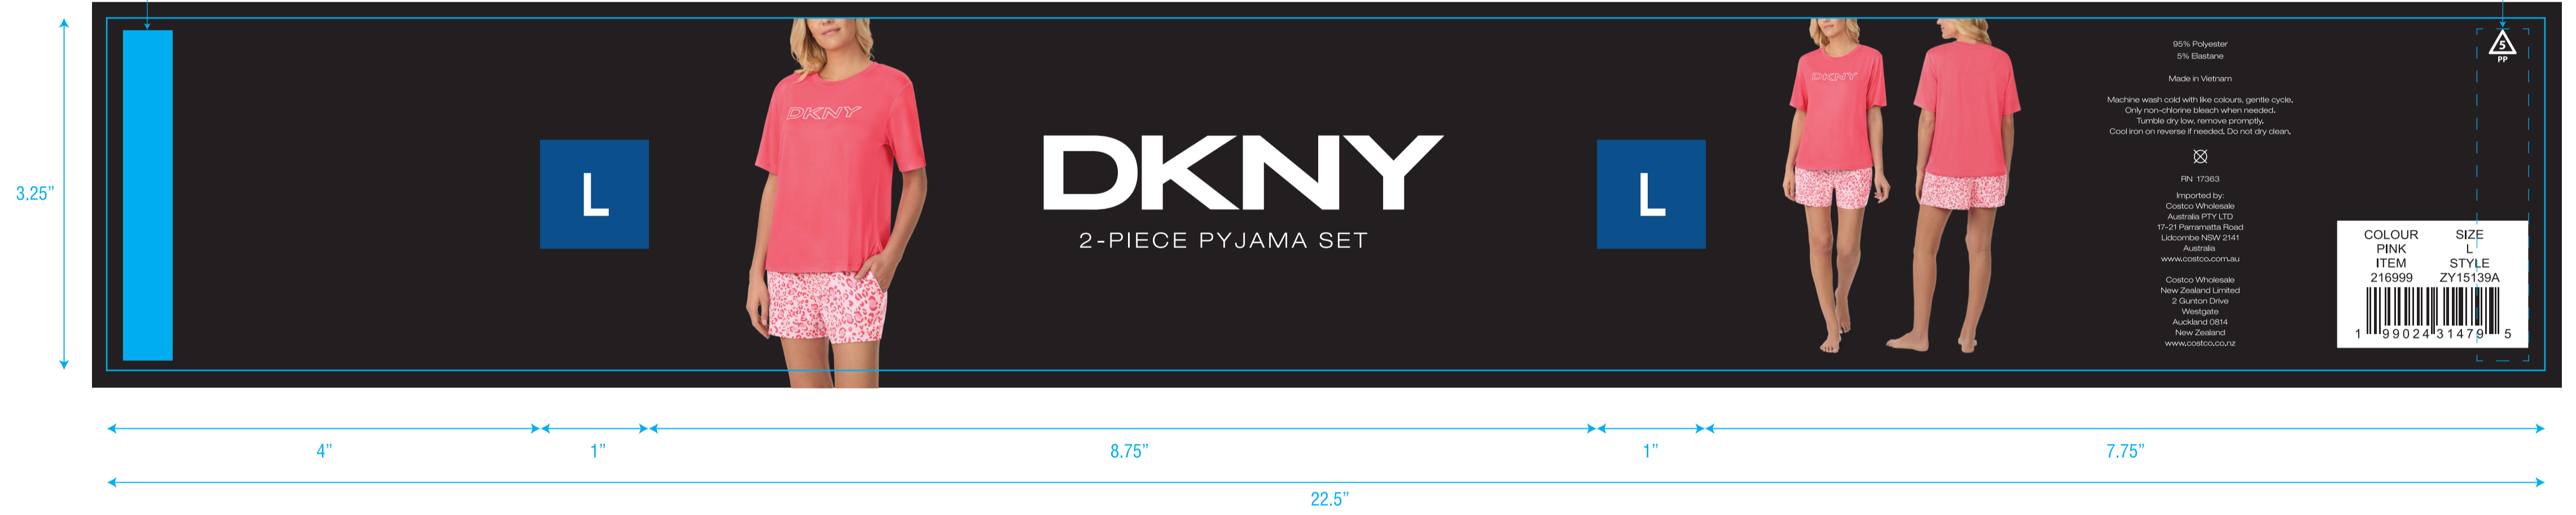 3.25”
L
DKNY
DKNY
2-PIECE PYJAMA SET
L
DKNY
95% Polyester
5% Elastane
Made in Vietnam
Machine wash cold with like colours, gentle cycle.
Only non-chlorine bleach when needed.
Tumble dry low, remove promptly.
Cool iron on reverse if needed. Do not dry clean.
RN 17363
Imported by:
Costco Wholesale
Australia PTY LTD
17-21 Parramatta Road
Lidcombe NSW 2141
Australia
www.costco.com.au
Costco Wholesale
New Zealand Limited
2 Gunton Drive
Westgate
Auckland 0814
New Zealand
www.costco.co.nz
5
PP
COLOUR SIZE
PINK L
ITEM STYLE
216999 ZY15139A
1 99024 31479 5
4” 1” 8.75” 1” 7.75”
22.5”